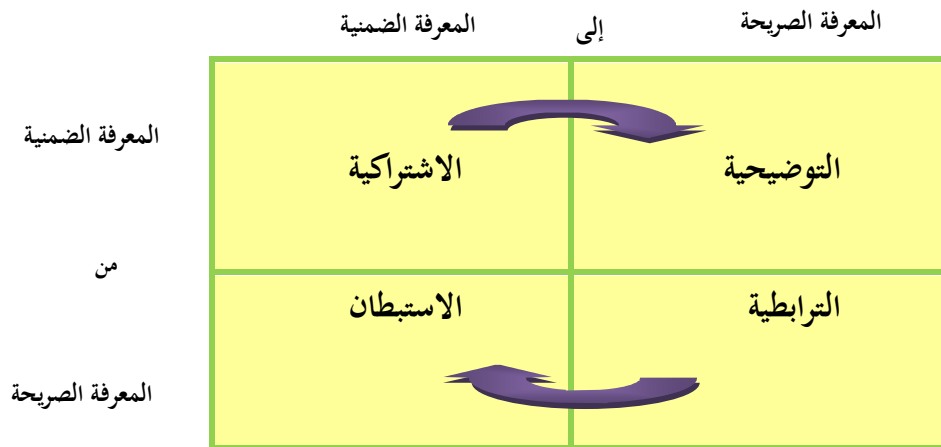 المعرفة الصريحة
إلى
المعرفة الضمنية
المعرفة الضمنية
التوضيحية
الاشتراكية
من
الترابطية
الاستبطان
المعرفة الصريحة